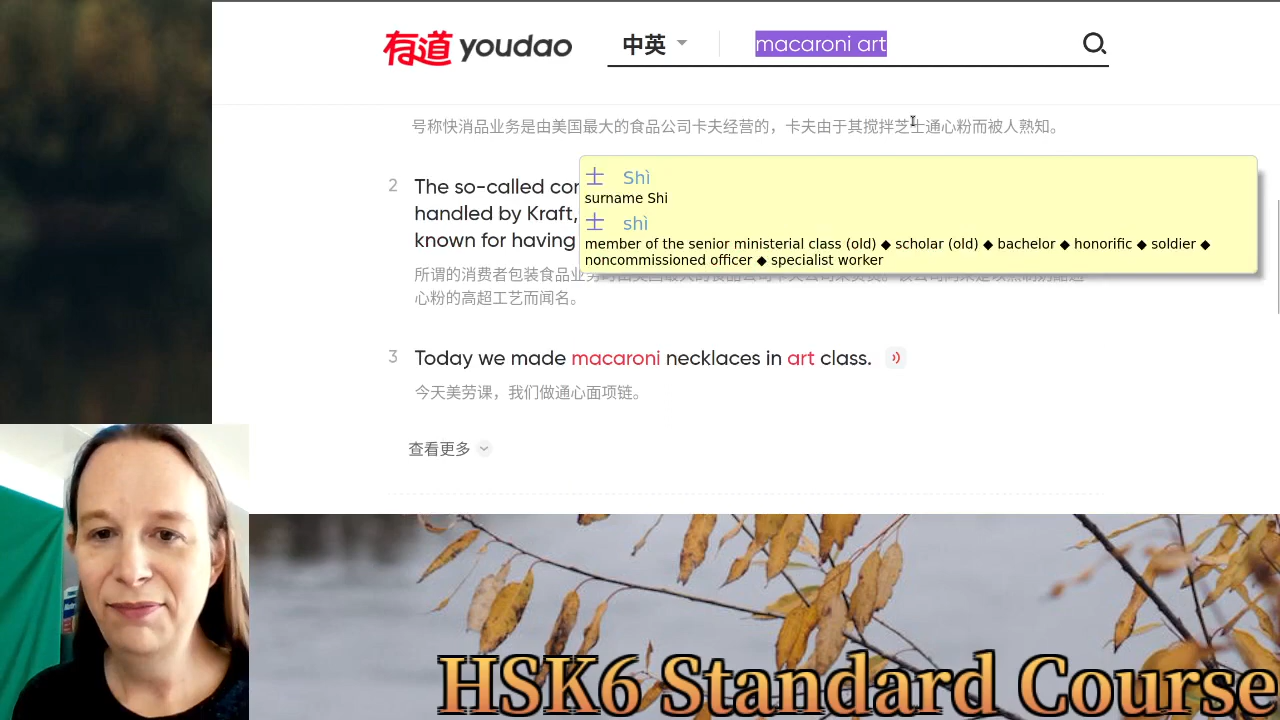 有道 youdao
中英
macaroni art
号称快消品业务是由美国最大的食品公司卡夫经营的，卡夫由于其搅拌芝士通心粉而被人熟知。
士 Shì
surname Shi
士 shì
member of the senior ministerial class (old) ◆ scholar (old) ◆ bachelor ◆ honorific ◆ soldier ◆
noncommissioned officer ◆ specialist worker
2 The so-called
handled by Kraft,
known for having
所谓的消费者包装食品业
心粉的高超工艺而闻名。
3 Today we made macaroni necklaces in art class.
今天美劳课，我们做通心面项链。
查看更多
HSK6 Standard Course